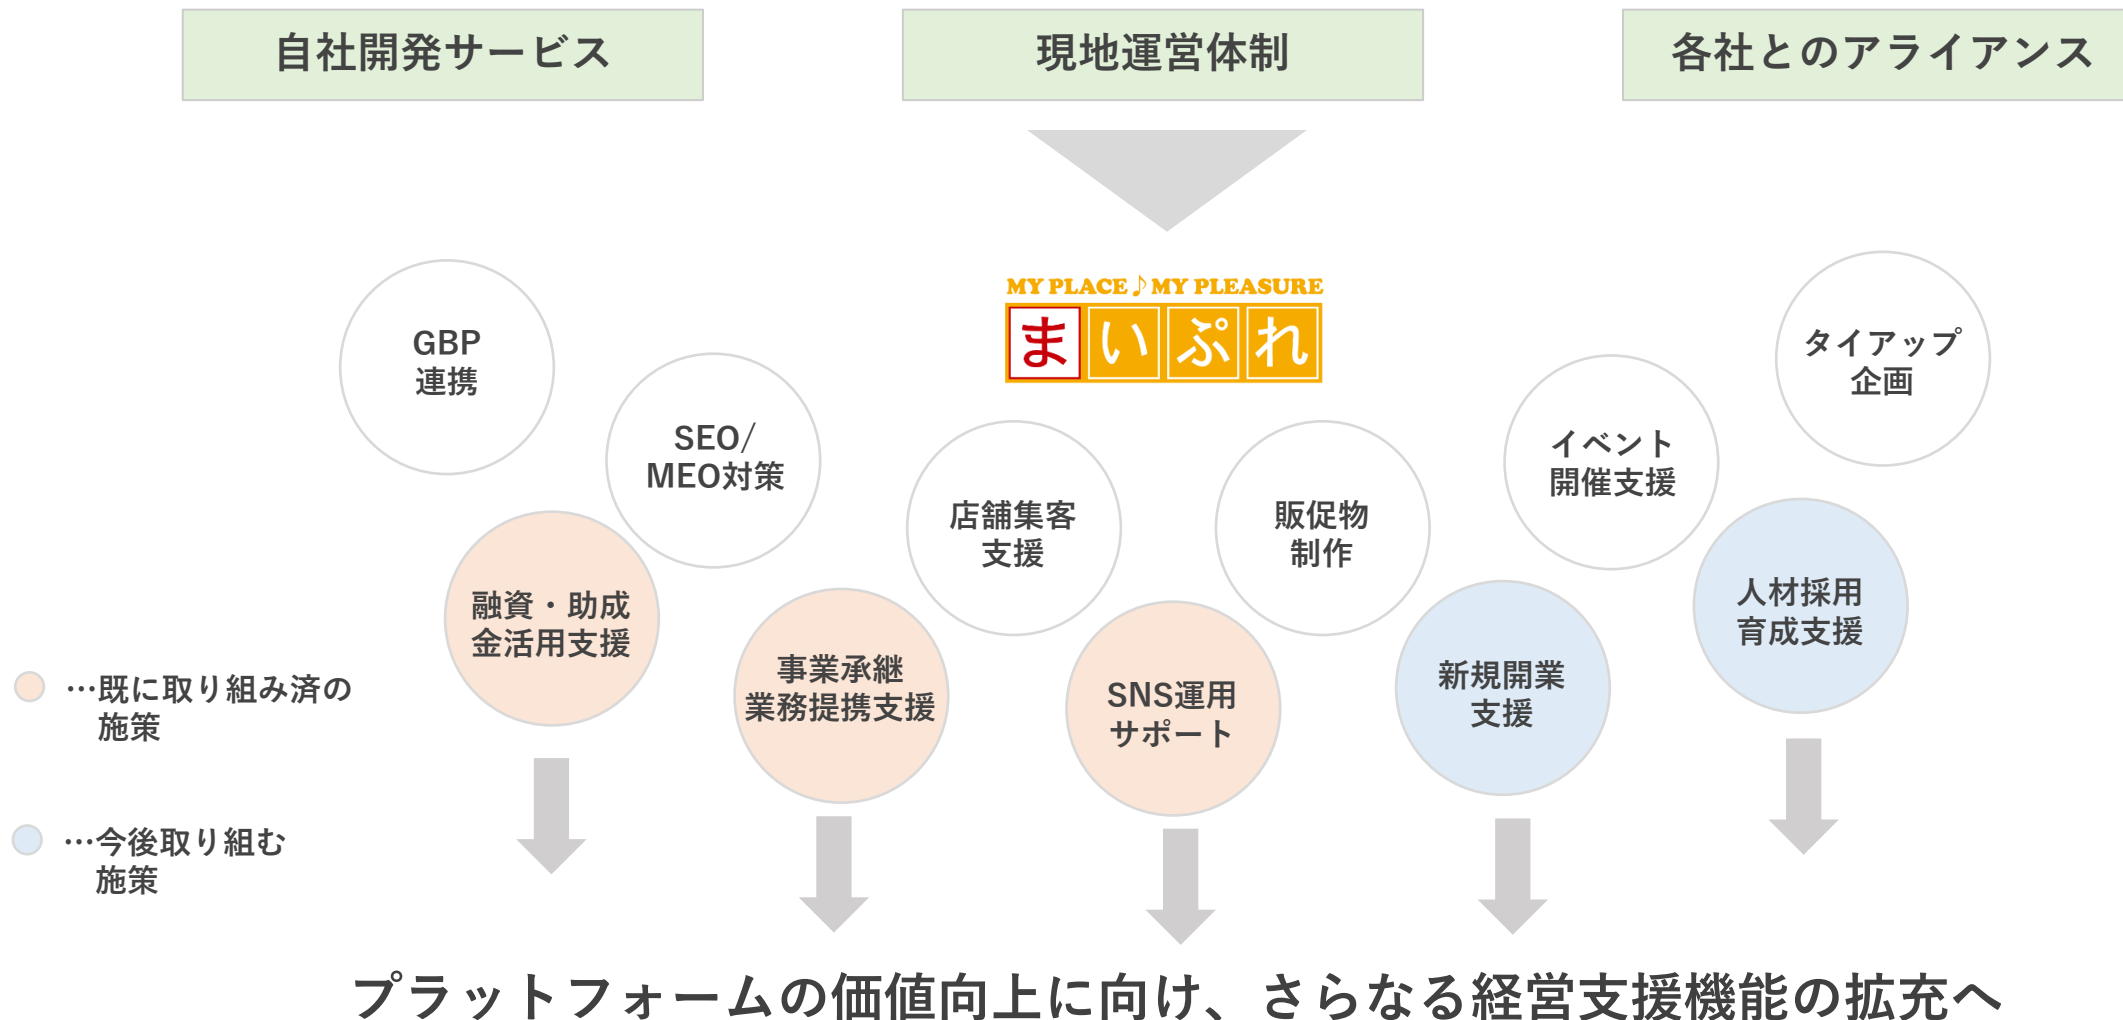 自社開発サービス
現地運営体制
各社とのアライアンス
MY PLACE♪MY PLEASURE
まいぷれ
GBP
連携
SEO/
MEO対策
店舗集客
支援
販促物
制作
イベント
開催支援
タイアップ
企画
融資・助成
金活用支援
事業承継
業務提携支援
SNS運用
サポート
新規開業
支援
人材採用
育成支援
…既に取り組み済の
施策
…今後取り組む
施策
プラットフォームの価値向上に向け、さらなる経営支援機能の拡充へ